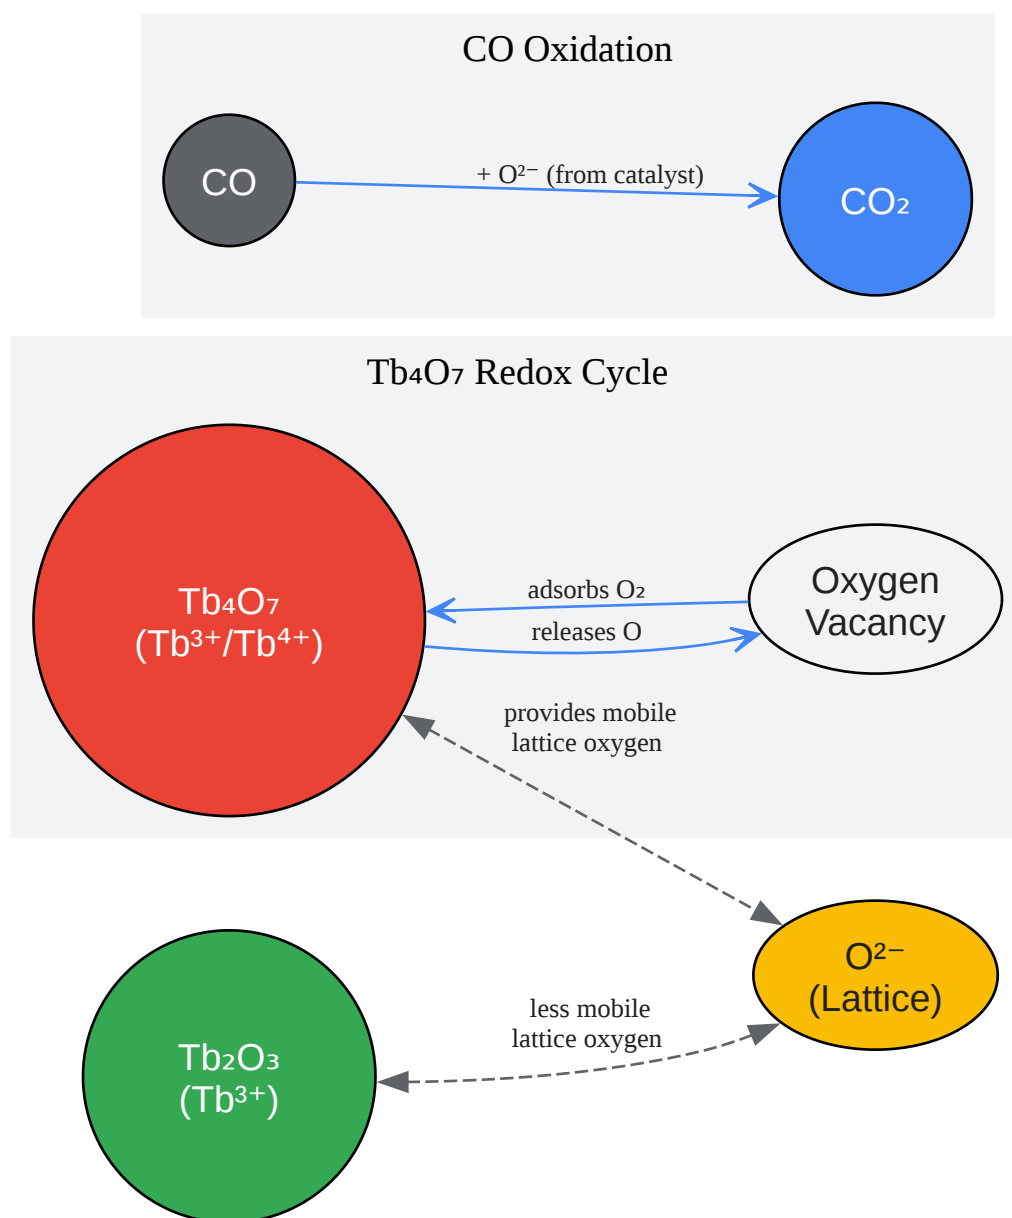 CO Oxidation
CO
+ O²⁻ (from catalyst)
CO₂
Tb₄O₇ Redox Cycle
Tb₄O₇
(Tb³⁺/Tb⁴⁺)
adsorbs O₂
releases O
Oxygen
Vacancy
provides mobile
lattice oxygen
O²⁻
(Lattice)
less mobile
lattice oxygen
Tb₂O₃
(Tb³⁺)